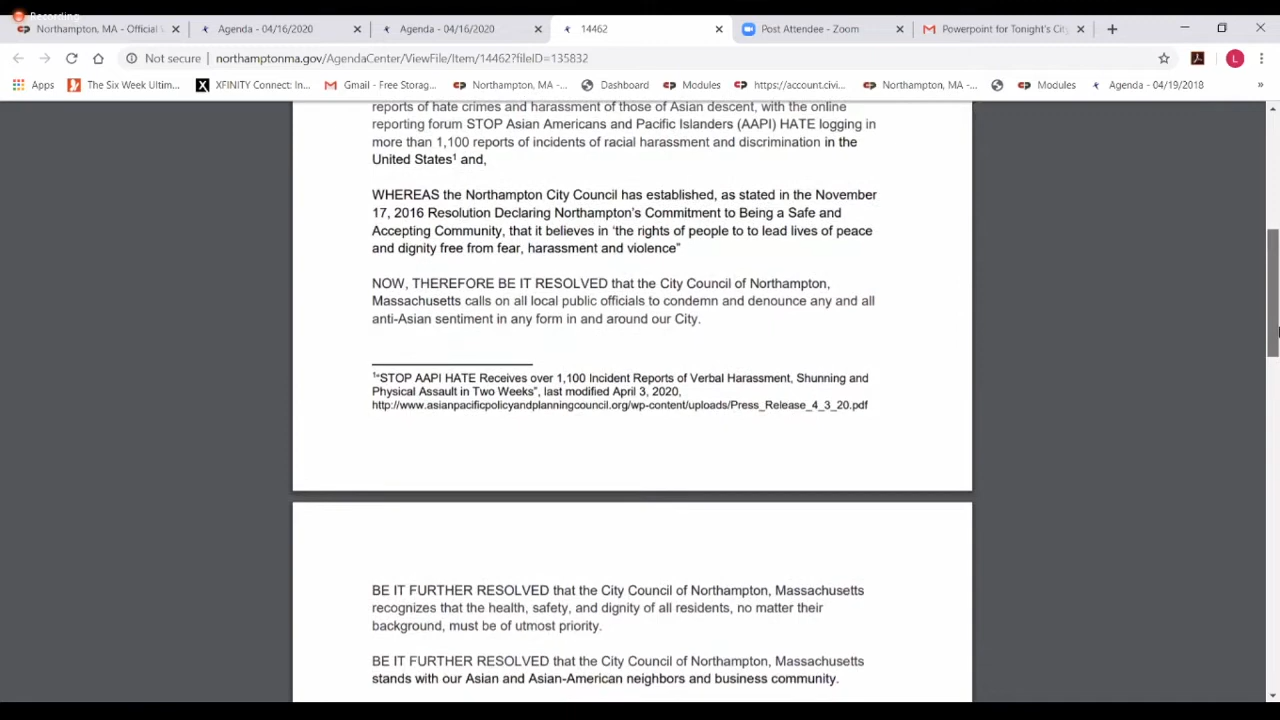 Recording
Northampton, MA - Official
Agenda - 04/16/2020
Agenda - 04/16/2020
14462
Post Attendee - Zoom
Powerpoint for Tonight's Cit
Not secure
northamptonma.gov/AgendaCenter/ViewFile/Item/14462?fileID=135832
L
Apps
The Six Week Ultim...
XFINITY Connect: In...
Gmail - Free Storag...
Northampton, MA -...
Dashboard
Modules
https://account.civi...
Northampton, MA -...
Modules
Agenda - 04/19/2018
»
reports of hate crimes and harassment of those of Asian descent, with the online
reporting forum STOP Asian Americans and Pacific Islanders (AAPI) HATE logging in
more than 1,100 reports of incidents of racial harassment and discrimination in the
United States¹ and,
WHEREAS the Northampton City Council has established, as stated in the November
17, 2016 Resolution Declaring Northampton's Commitment to Being a Safe and
Accepting Community, that it believes in 'the rights of people to to lead lives of peace
and dignity free from fear, harassment and violence"
NOW, THEREFORE BE IT RESOLVED that the City Council of Northampton,
Massachusetts calls on all local public officials to condemn and denounce any and all
anti-Asian sentiment in any form in and around our City.
¹"STOP AAPI HATE Receives over 1,100 Incident Reports of Verbal Harassment, Shunning and
Physical Assault in Two Weeks", last modified April 3, 2020,
http://www.asianpacificpolicyandplanningcouncil.org/wp-content/uploads/Press_Release_4_3_20.pdf
BE IT FURTHER RESOLVED that the City Council of Northampton, Massachusetts
recognizes that the health, safety, and dignity of all residents, no matter their
background, must be of utmost priority.
BE IT FURTHER RESOLVED that the City Council of Northampton, Massachusetts
stands with our Asian and Asian-American neighbors and business community.